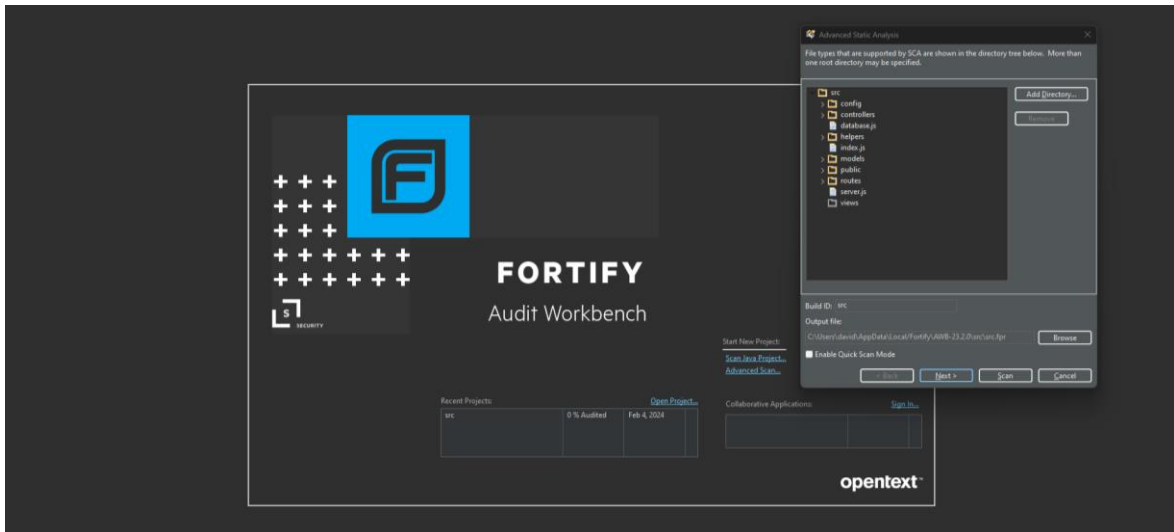 S
SECURITY
F
FORTIFY
Audit Workbench
Start New Project:
Scan Java Project...
Advanced Scan...
Recent Projects:
Open Project...
src
0 % Audited
Feb 4, 2024
Collaborative Applications:
Sign In...
opentext™
Advanced Static Analysis
File types that are supported by SCA are shown in the directory tree below. More than
one root directory may be specified.
src
config
controllers
database.js
helpers
index.js
models
public
routes
server.js
views
Add Directory...
Remove
Build ID: src
Output file:
C:\Users\david\AppData\Local/Fortify\AWB-23.2.0\src\src.fpr
Browse
Enable Quick Scan Mode
< Back
Next >
Scan
Cancel